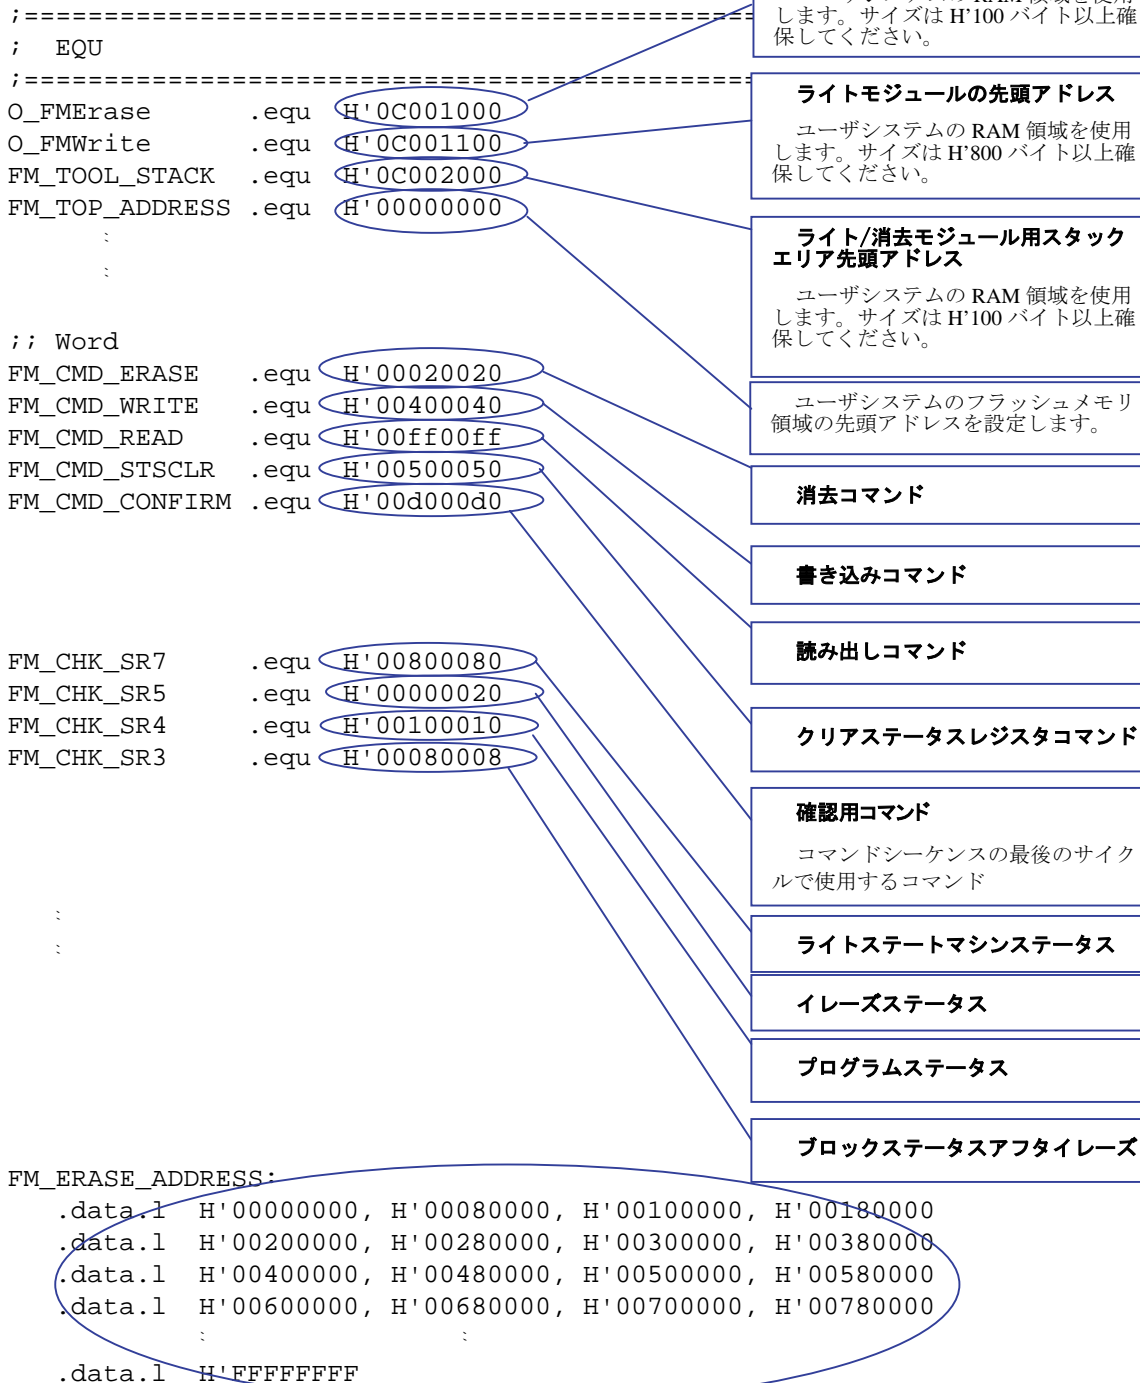 ;==============================================
;  EQU
;==============================================
O_FMErase      .equ  H'0C001000
O_FMWrite      .equ  H'0C001100
FM_TOOL_STACK  .equ  H'0C002000
FM_TOP_ADDRESS .equ  H'00000000
:
:
;; Word
FM_CMD_ERASE   .equ  H'00020020
FM_CMD_WRITE   .equ  H'00400040
FM_CMD_READ    .equ  H'00ff00ff
FM_CMD_STSCLR  .equ  H'00500050
FM_CMD_CONFIRM .equ  H'00d000d0
FM_CHK_SR7     .equ  H'00800080
FM_CHK_SR5     .equ  H'00000020
FM_CHK_SR4     .equ  H'00100010
FM_CHK_SR3     .equ  H'00080008
:
:
FM_ERASE_ADDRESS:
.data.l  H'00000000, H'00080000, H'00100000, H'00180000
.data.l  H'00200000, H'00280000, H'00300000, H'00380000
.data.l  H'00400000, H'00480000, H'00500000, H'00580000
.data.l  H'00600000, H'00680000, H'00700000, H'00780000
:        :
.data.l  H'FFFFFFFF
します。サイズは H'100 バイト以上確
保してください。
ライトモジュールの先頭アドレス
ユーザシステムの RAM 領域を使用
します。サイズは H'800 バイト以上確
保してください。
ライト/消去モジュール用スタック
エリア先頭アドレス
ユーザシステムの RAM 領域を使用
します。サイズは H'100 バイト以上確
保してください。
ユーザシステムのフラッシュメモリ
領域の先頭アドレスを設定します。
消去コマンド
書き込みコマンド
読み出しコマンド
クリアステータスレジスタコマンド
確認用コマンド
コマンドシーケンスの最後のサイク
ルで使用するコマンド
ライトステートマシンステータス
イレーズステータス
プログラムステータス
ブロックステータスアフタイレーズ